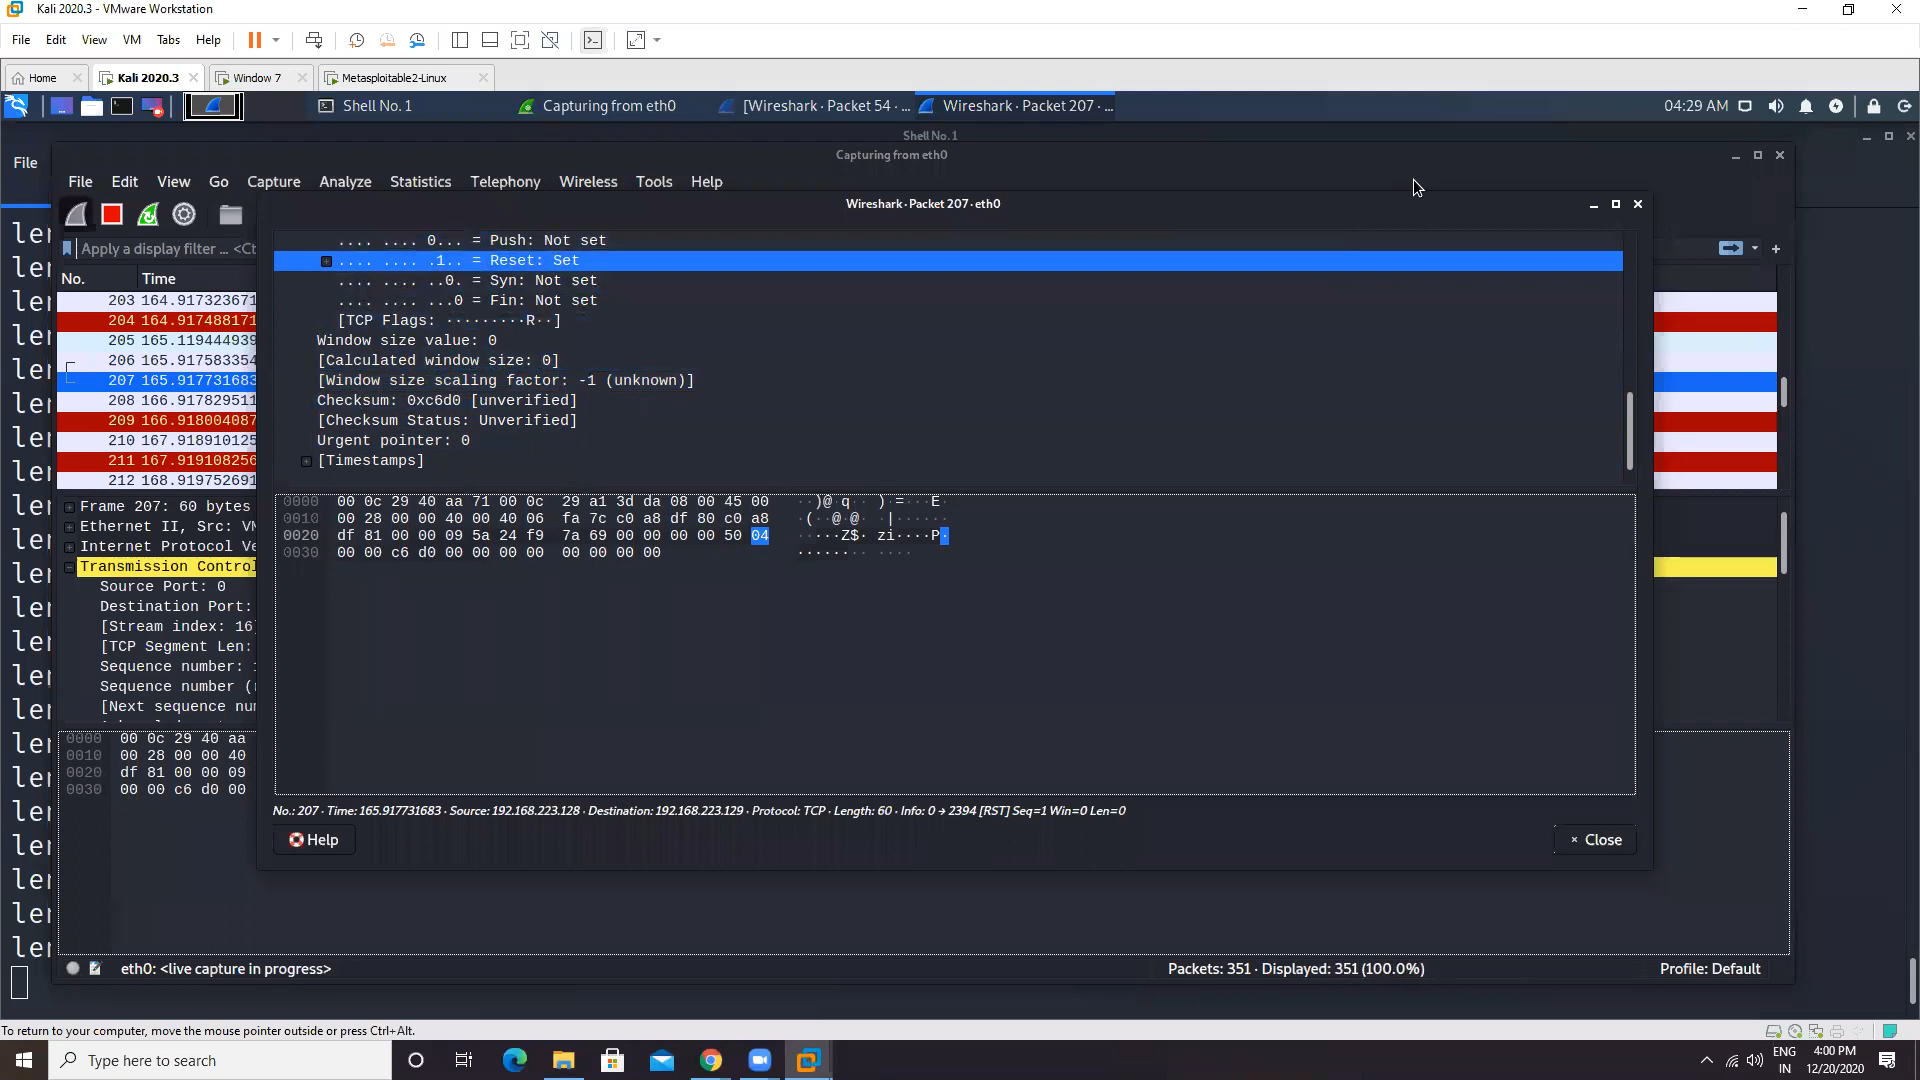 Kali 2020.3 - VMware Workstation
File Edit View VM Tabs Help
Home Kali 2020.3 Window 7 Metasploitable2-Linux
Shell No. 1 Capturing from eth0 [Wireshark · Packet 54 · ... Wireshark · Packet 207 · ... 04:29 AM
Shell No. 1
File
Capturing from eth0
File Edit View Go Capture Analyze Statistics Telephony Wireless Tools Help
Wireshark · Packet 207 · eth0
Apply a display filter ... <Ct
No. Time
203 164.917323671
204 164.917488171
205 165.119444939
206 165.917583354
207 165.917731683
208 166.917829511
209 166.918004087
210 167.918910125
211 167.919108256
212 168.919752691
.... .... 0... = Push: Not set
.... .... .1.. = Reset: Set
.... .... ..0. = Syn: Not set
.... .... ...0 = Fin: Not set
[TCP Flags: ·········R··]
Window size value: 0
[Calculated window size: 0]
[Window size scaling factor: -1 (unknown)]
Checksum: 0xc6d0 [unverified]
[Checksum Status: Unverified]
Urgent pointer: 0
[Timestamps]
0000 00 0c 29 40 aa 71 00 0c 29 a1 3d da 08 00 45 00 ··)@·q·· )·=···E·
0010 00 28 00 00 40 00 40 06 fa 7c c0 a8 df 80 c0 a8 ·(··@·@· ·|······
0020 df 81 00 00 09 5a 24 f9 7a 69 00 00 00 00 50 04 ·····Z$· zi····P·
0030 00 00 c6 d0 00 00 00 00 00 00 00 00 ········ ····
Frame 207: 60 bytes
Ethernet II, Src: VM
Internet Protocol Ve
Transmission Control
Source Port: 0
Destination Port:
[Stream index: 16]
[TCP Segment Len:
Sequence number:
Sequence number (
[Next sequence num
0000 00 0c 29 40 aa
0010 00 28 00 00 40
0020 df 81 00 00 09
0030 00 00 c6 d0 00
No.: 207 · Time: 165.917731683 · Source: 192.168.223.128 · Destination: 192.168.223.129 · Protocol: TCP · Length: 60 · Info: 0 → 2394 [RST] Seq=1 Win=0 Len=0
Help
Close
eth0: <live capture in progress>
Packets: 351 · Displayed: 351 (100.0%)
Profile: Default
To return to your computer, move the mouse pointer outside or press Ctrl+Alt.
Type here to search
ENG
IN
4:00 PM
12/20/2020